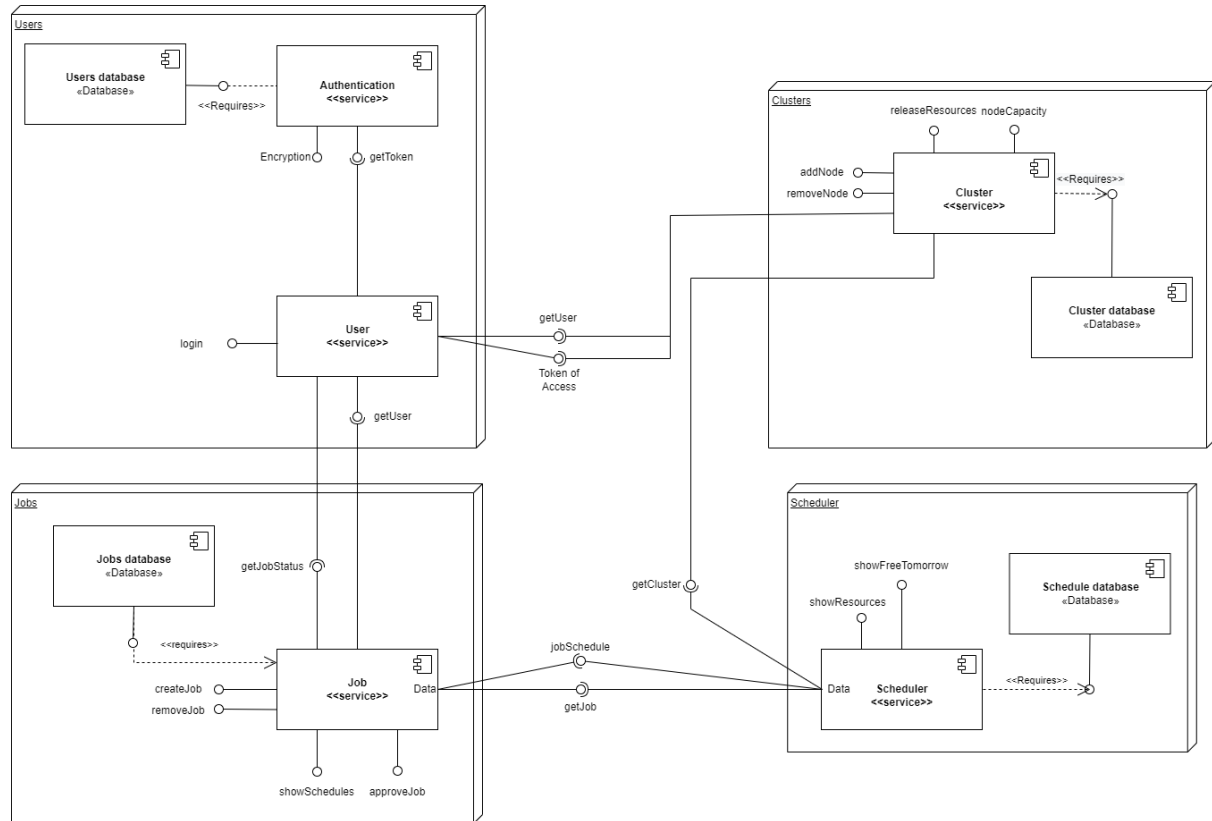 Users
Users database
«Database»
<<Requires>>
Authentication
<<service>>
Encryption
getToken
User
<<service>>
login
getUser
Token of
Access
getUser
Clusters
releaseResources
nodeCapacity
addNode
removeNode
Cluster
<<service>>
<<Requires>>
Cluster database
«Database»
Jobs
Jobs database
«Database»
getJobStatus
<<requires>>
createJob
removeJob
Job
<<service>>
Data
showSchedules
approveJob
jobSchedule
getJob
getCluster
Scheduler
showFreeTomorrow
showResources
Data
Scheduler
<<service>>
<<Requires>>
Schedule database
«Database»